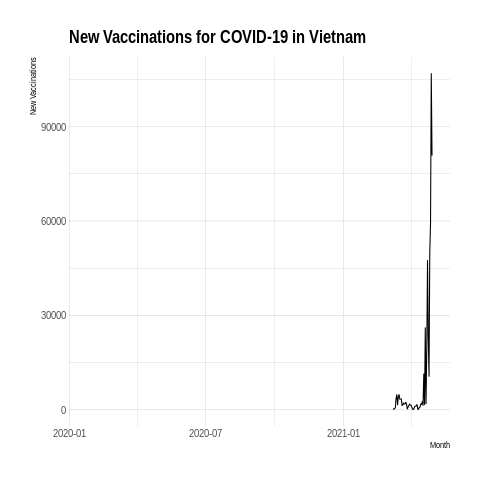 New Vaccinations for COVID-19 in Vietnam
New Vaccinations
90000
60000
30000
0
2020-01
2020-07
2021-01
Month